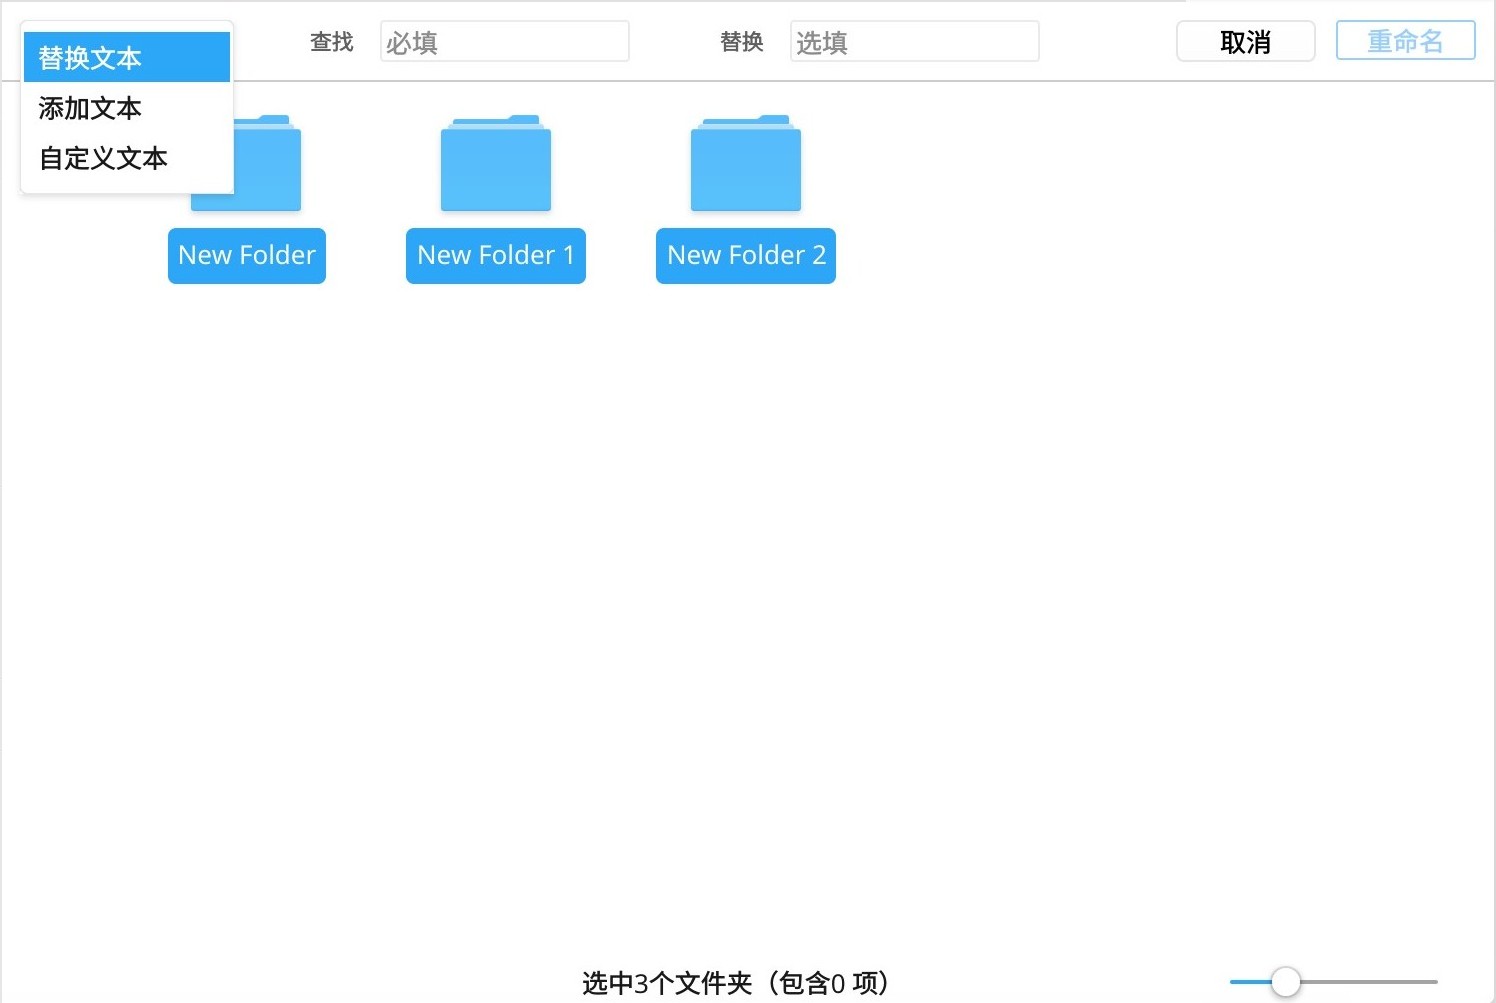 替换文本
添加文本
自定义文本
查找 必填 替换 选填 取消 重命名
New Folder New Folder 1 New Folder 2
选中3个文件夹（包含0 项）